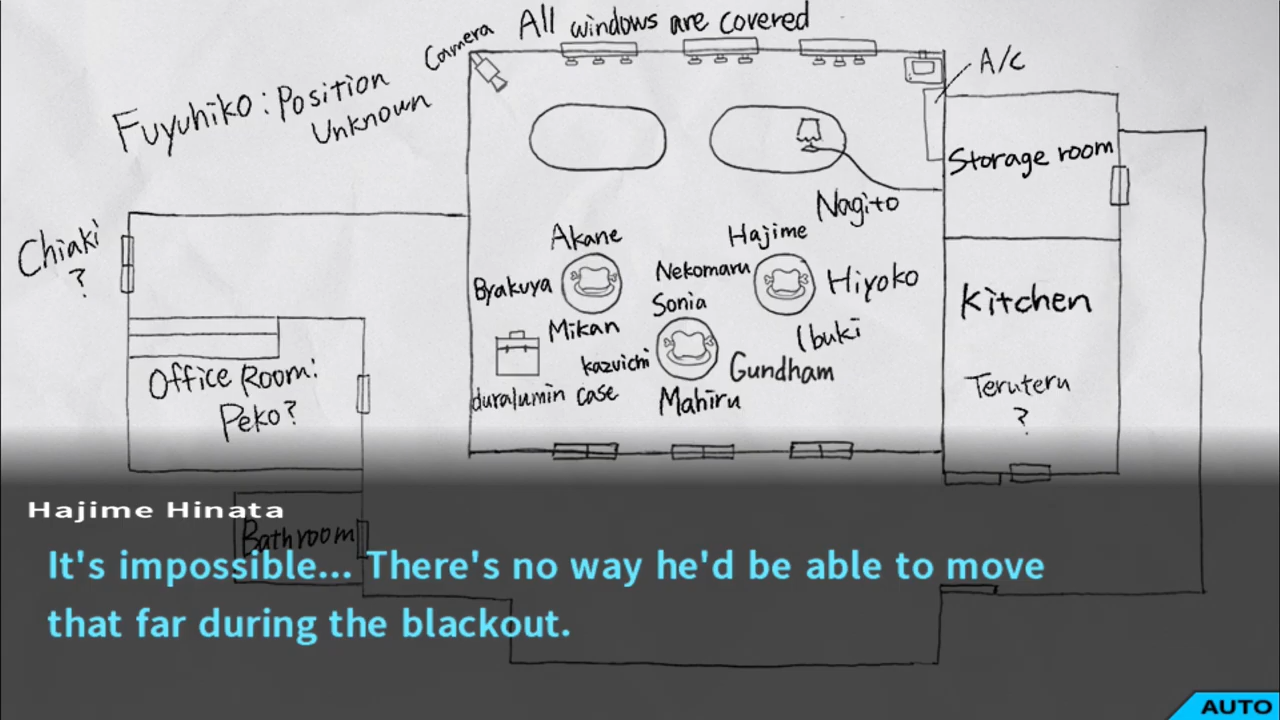 All windows are covered
Camera
A/c
Fuyuhiko: Position
Unknown
Storage room
Nagito
Chiaki
?
Akane
Hajime
Byakuya
Nekomaru
Hiyoko
Sonia
Kitchen
Mikan
Ibuki
kazuichi
Gundham
Office Room:
Peko?
duralumin case
Mahiru
Teruteru
?
Hajime Hinata
Bathroom
It's impossible... There's no way he'd be able to move
that far during the blackout.
AUTO